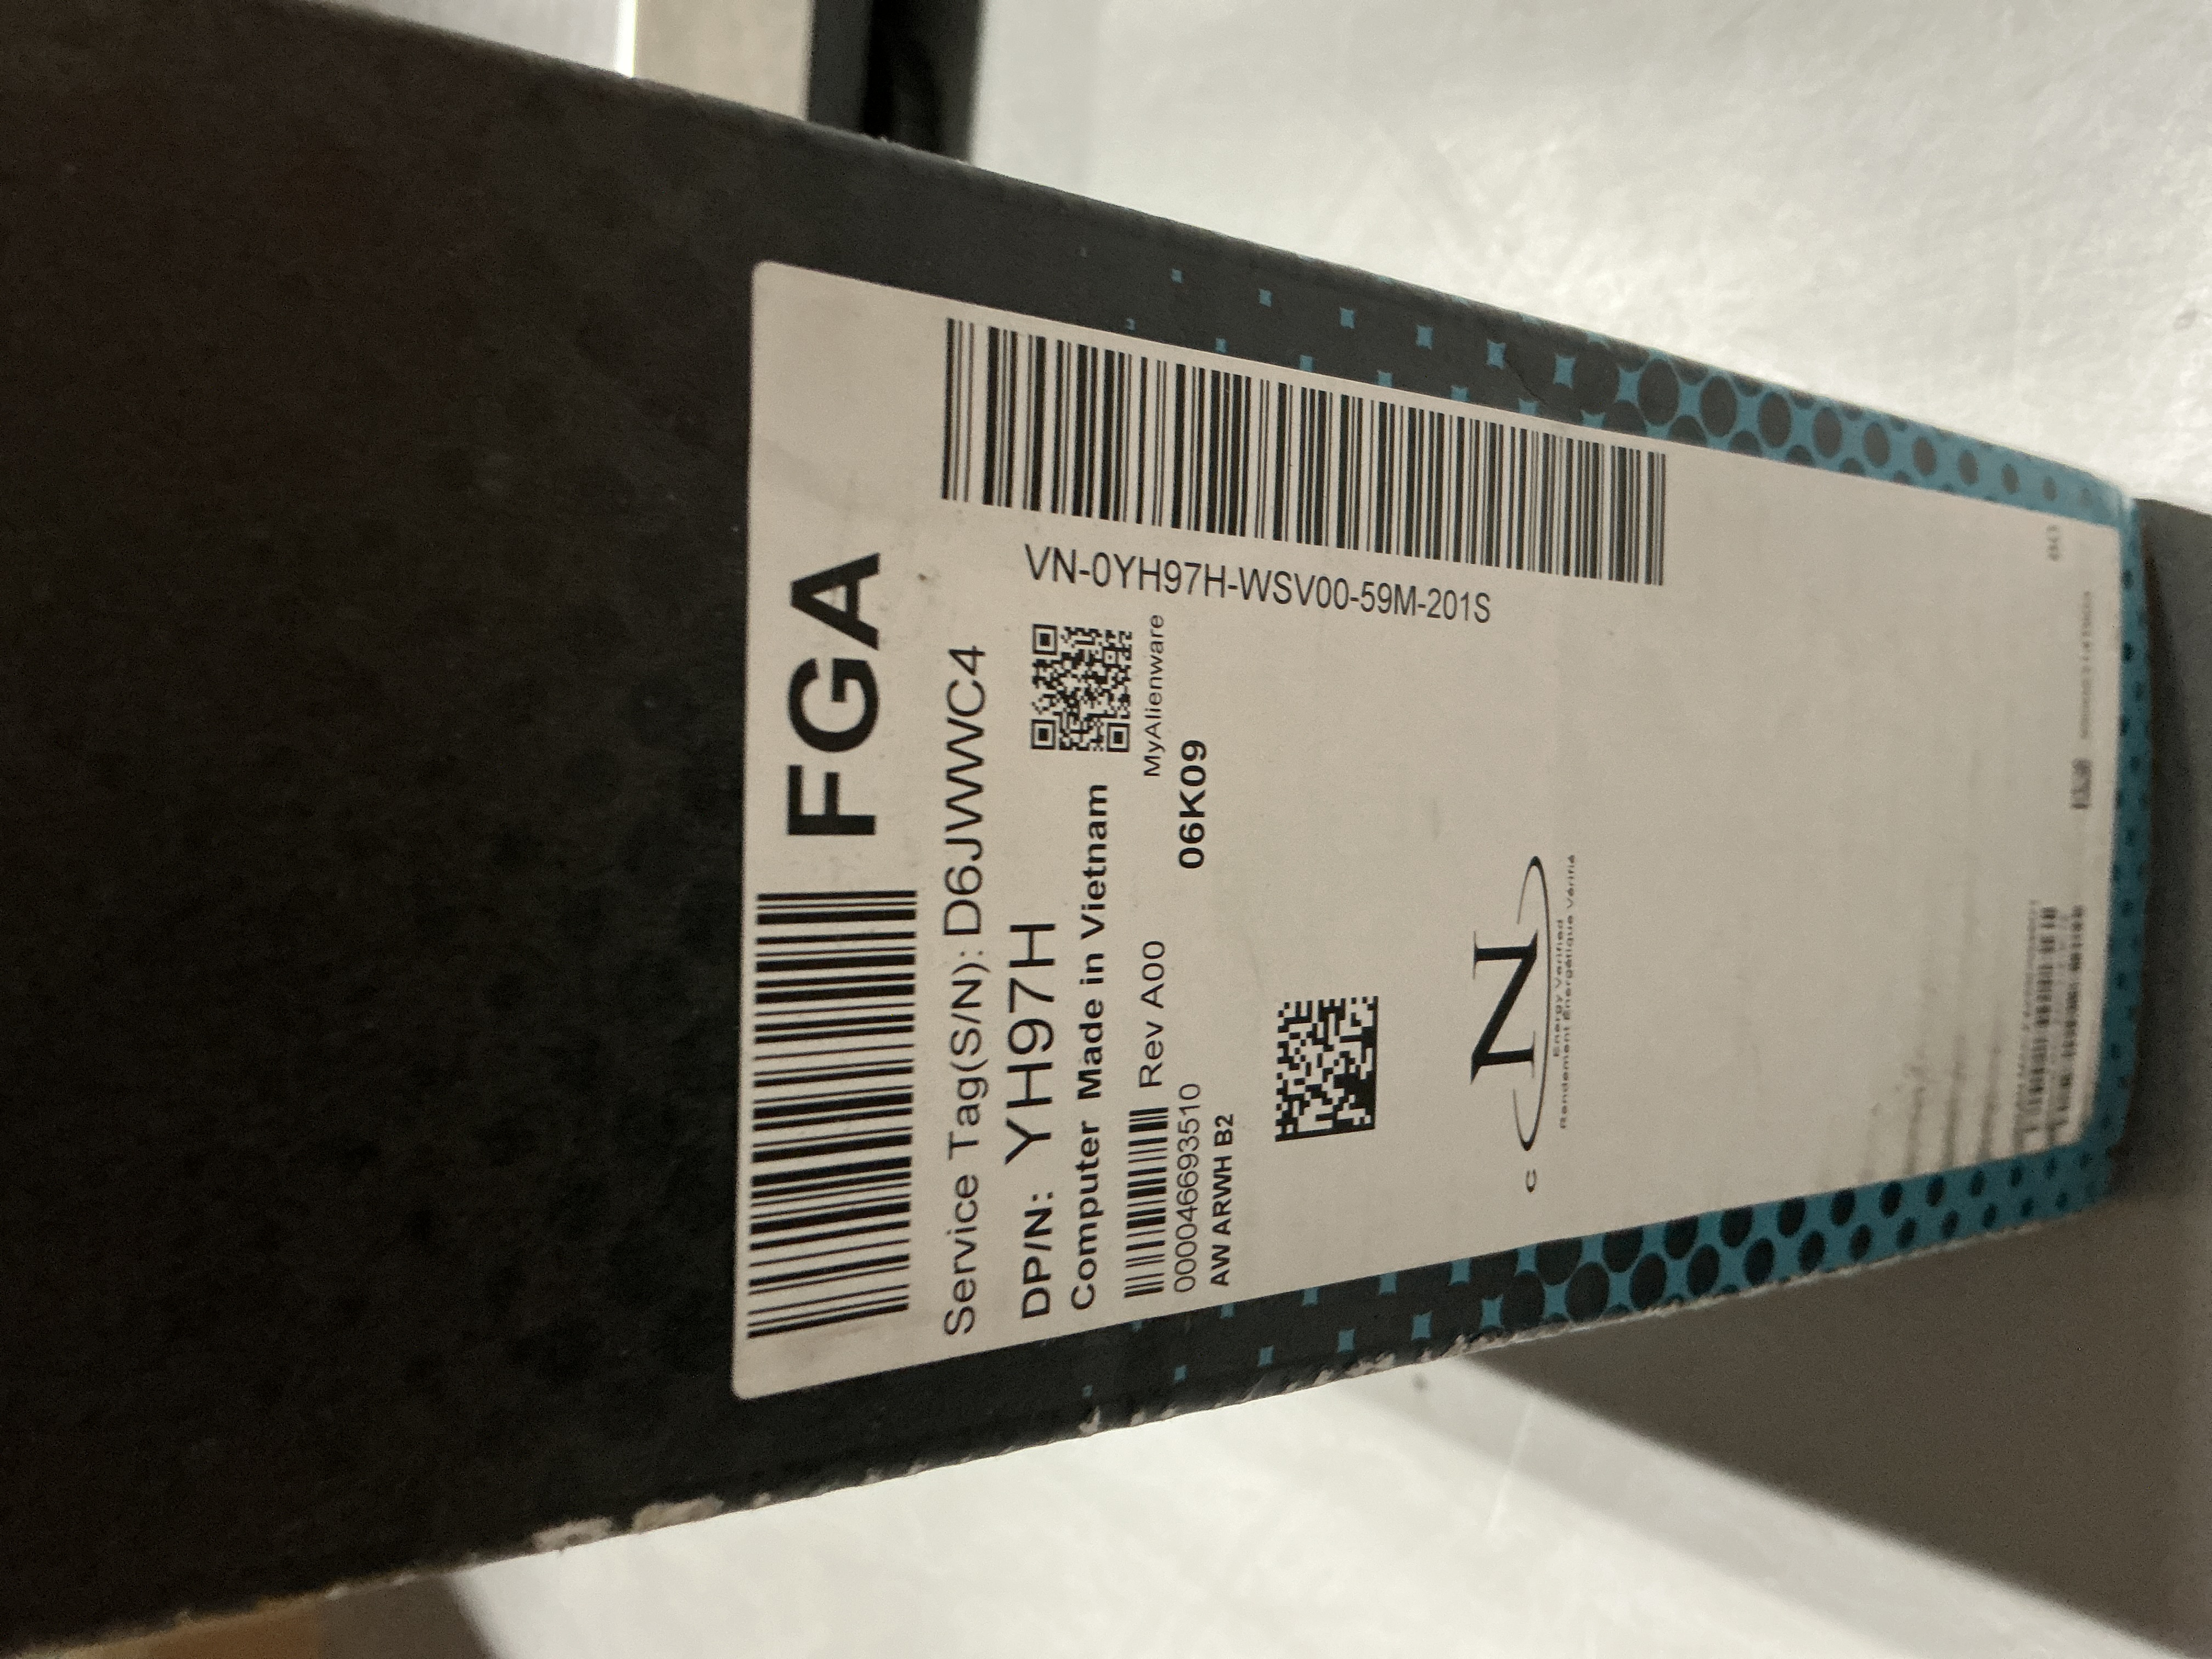 FGA
Service Tag(S/N): D6JWWC4
DP/N: YH97H
Computer Made in Vietnam
Rev A00
000046693510
AW ARWH B2
MyAlienware
06K09
VN-0YH97H-WSV00-59M-201S
C
N
Energy Verified
Rendement Énergétique Vérifié